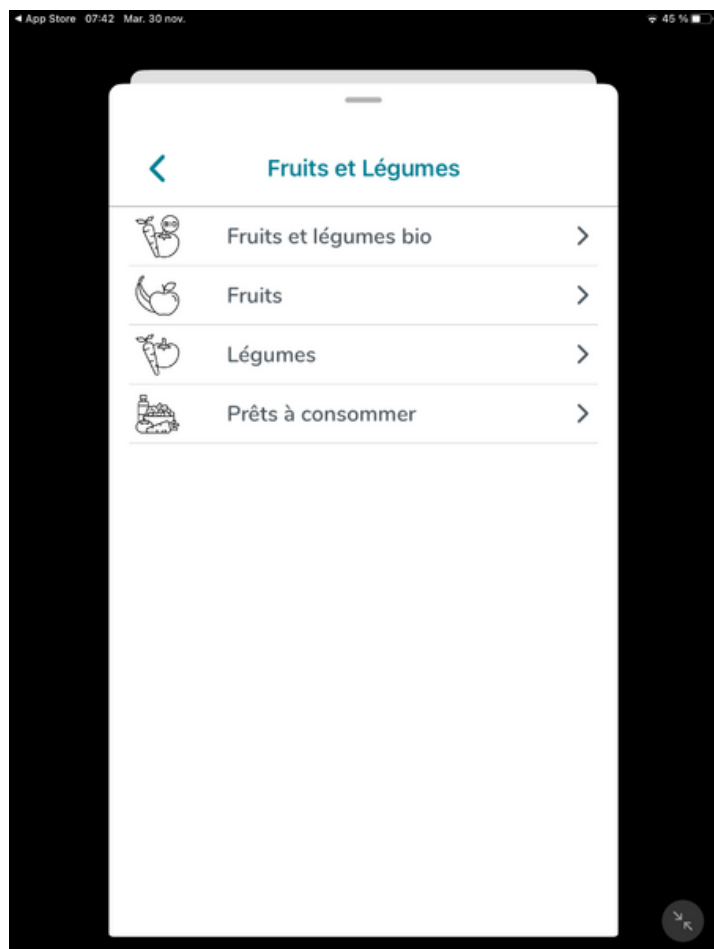 ◀ App Store 07:42 Mar. 30 nov. 45 %
Fruits et Légumes
Fruits et légumes bio
Fruits
Légumes
Prêts à consommer